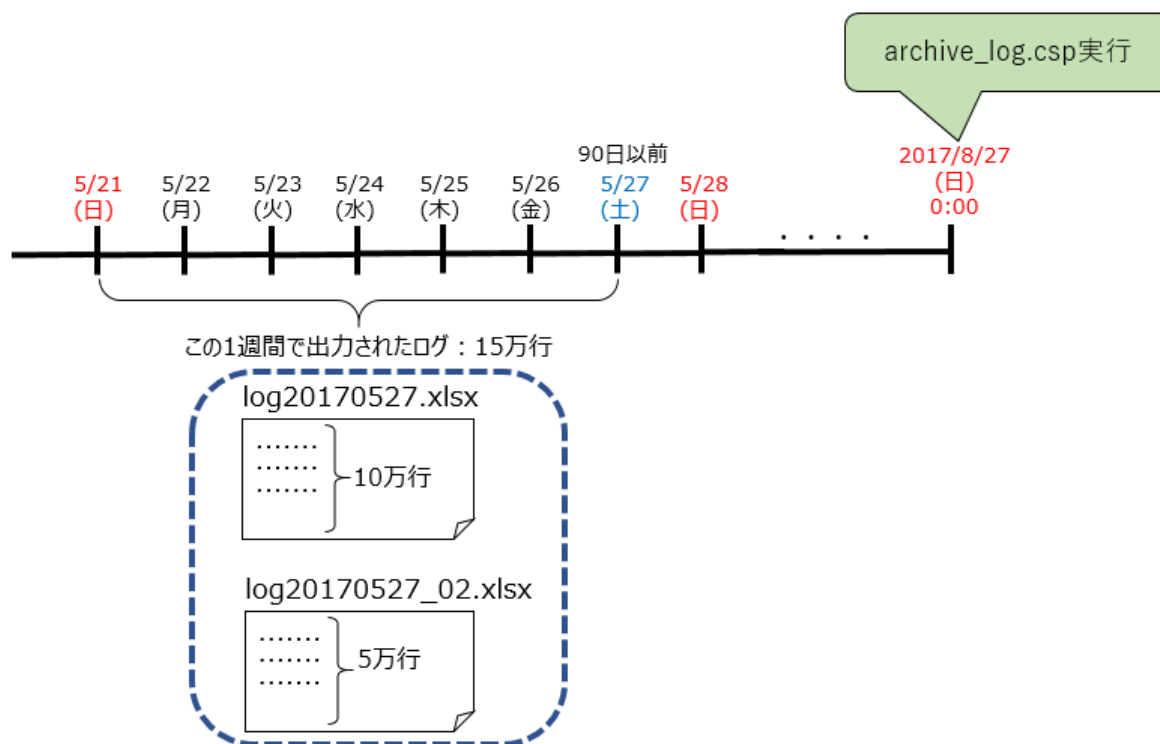 archive_log.csp実行
90日以前
2017/8/27
(日)
0:00
5/21
(日)
5/22
(月)
5/23
(火)
5/24
(水)
5/25
(木)
5/26
(金)
5/27
(土)
5/28
(日)
・・・・
この1週間で出力されたログ：15万行
log20170527.xlsx
.......
.......
.......
10万行
log20170527_02.xlsx
.......
.......
.......
5万行